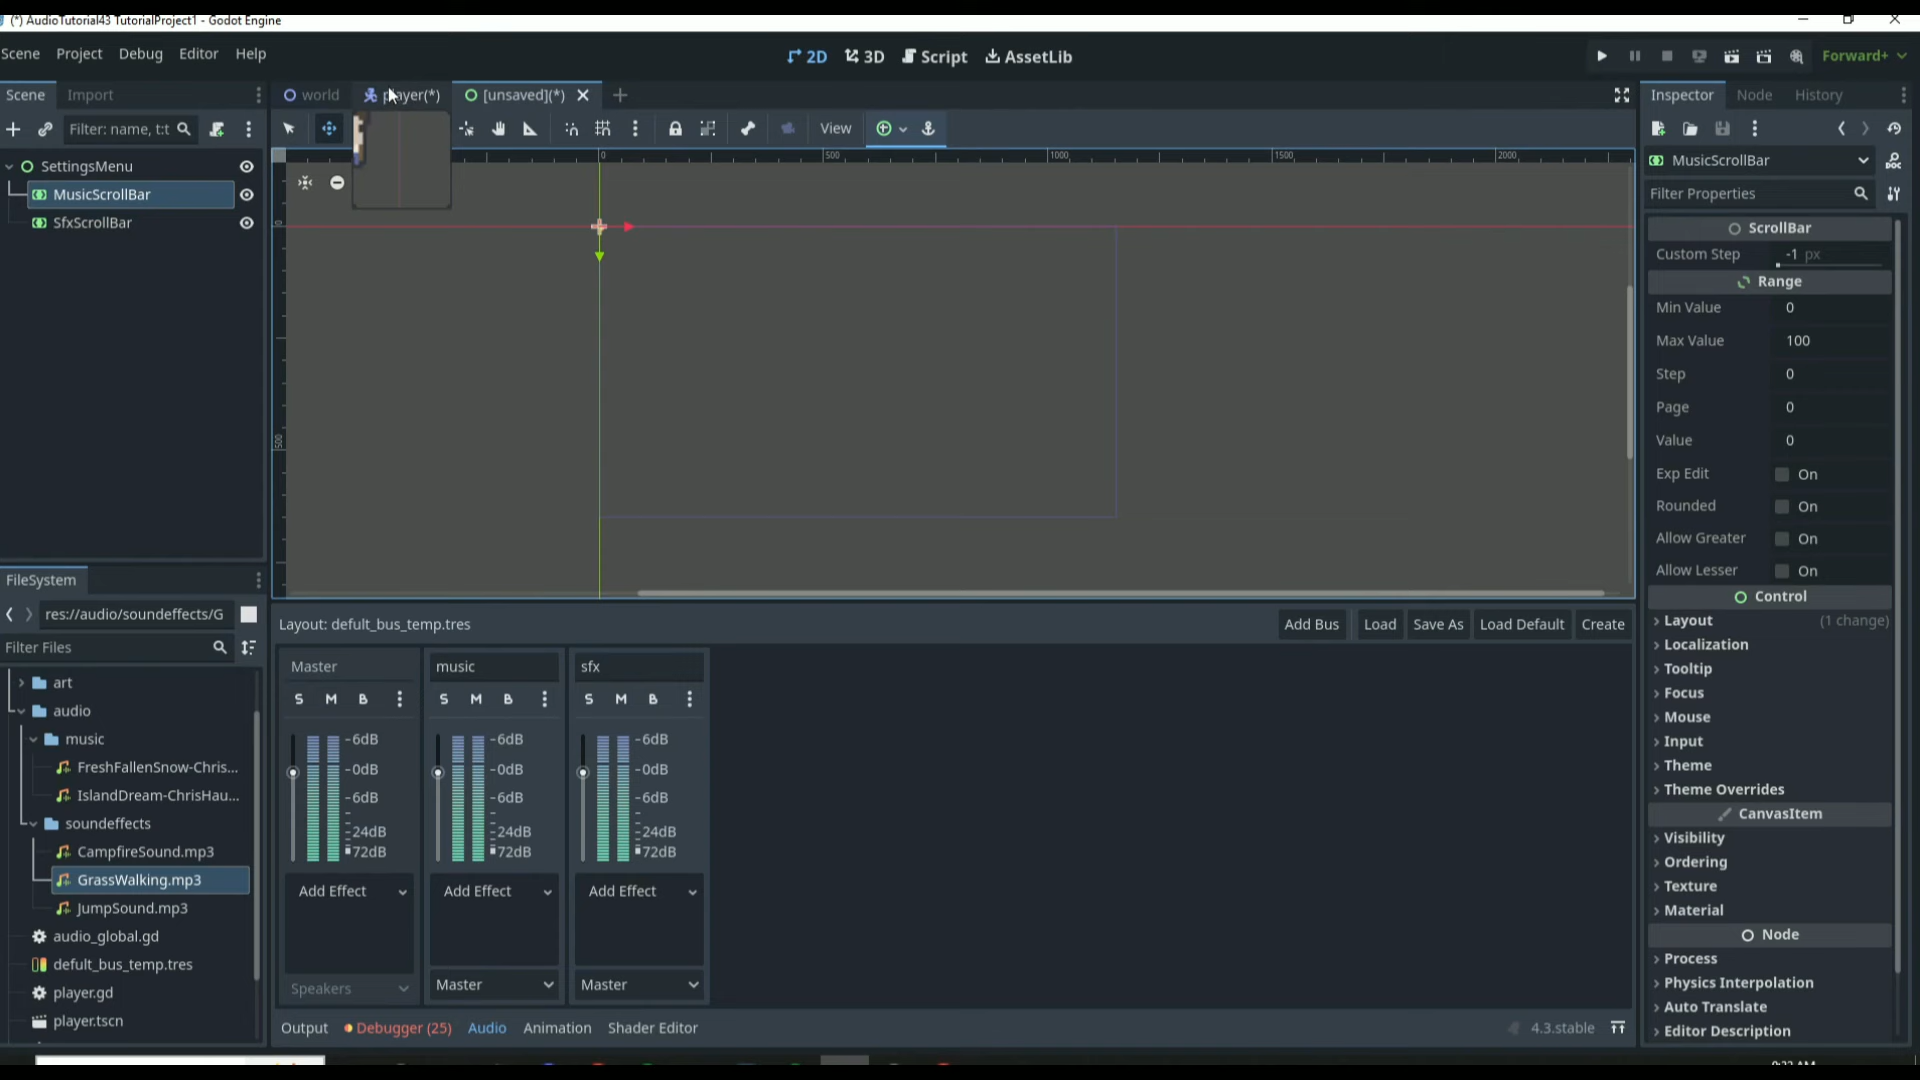 (*) AudioTutorial43 TutorialProject1 - Godot Engine
Scene Project Debug Editor Help
2D 3D Script AssetLib
Forward+
Scene Import
world player(*) [unsaved](*)
Inspector Node History
Filter: name, t:t
View
SettingsMenu
MusicScrollBar
SfxScrollBar
0 500 1000 1500 2000
0
500
MusicScrollBar
Filter Properties
ScrollBar
Custom Step -1 px
Range
Min Value 0
Max Value 100
Step 0
Page 0
Value 0
Exp Edit On
Rounded On
Allow Greater On
Allow Lesser On
Control
Layout (1 change)
Localization
Tooltip
Focus
Mouse
Input
Theme
Theme Overrides
CanvasItem
Visibility
Ordering
Texture
Material
Node
Process
Physics Interpolation
Auto Translate
Editor Description
FileSystem
res://audio/soundeffects/G
Filter Files
art
audio
music
FreshFallenSnow-Chris...
IslandDream-ChrisHau...
soundeffects
CampfireSound.mp3
GrassWalking.mp3
JumpSound.mp3
audio_global.gd
defult_bus_temp.tres
player.gd
player.tscn
Layout: defult_bus_temp.tres
Add Bus Load Save As Load Default Create
Master music sfx
S M B S M B S M B
-6dB -6dB -6dB
-0dB -0dB -0dB
-6dB -6dB -6dB
-24dB -24dB -24dB
-72dB -72dB -72dB
Add Effect Add Effect Add Effect
Speakers Master Master
Output Debugger (25) Audio Animation Shader Editor
4.3.stable